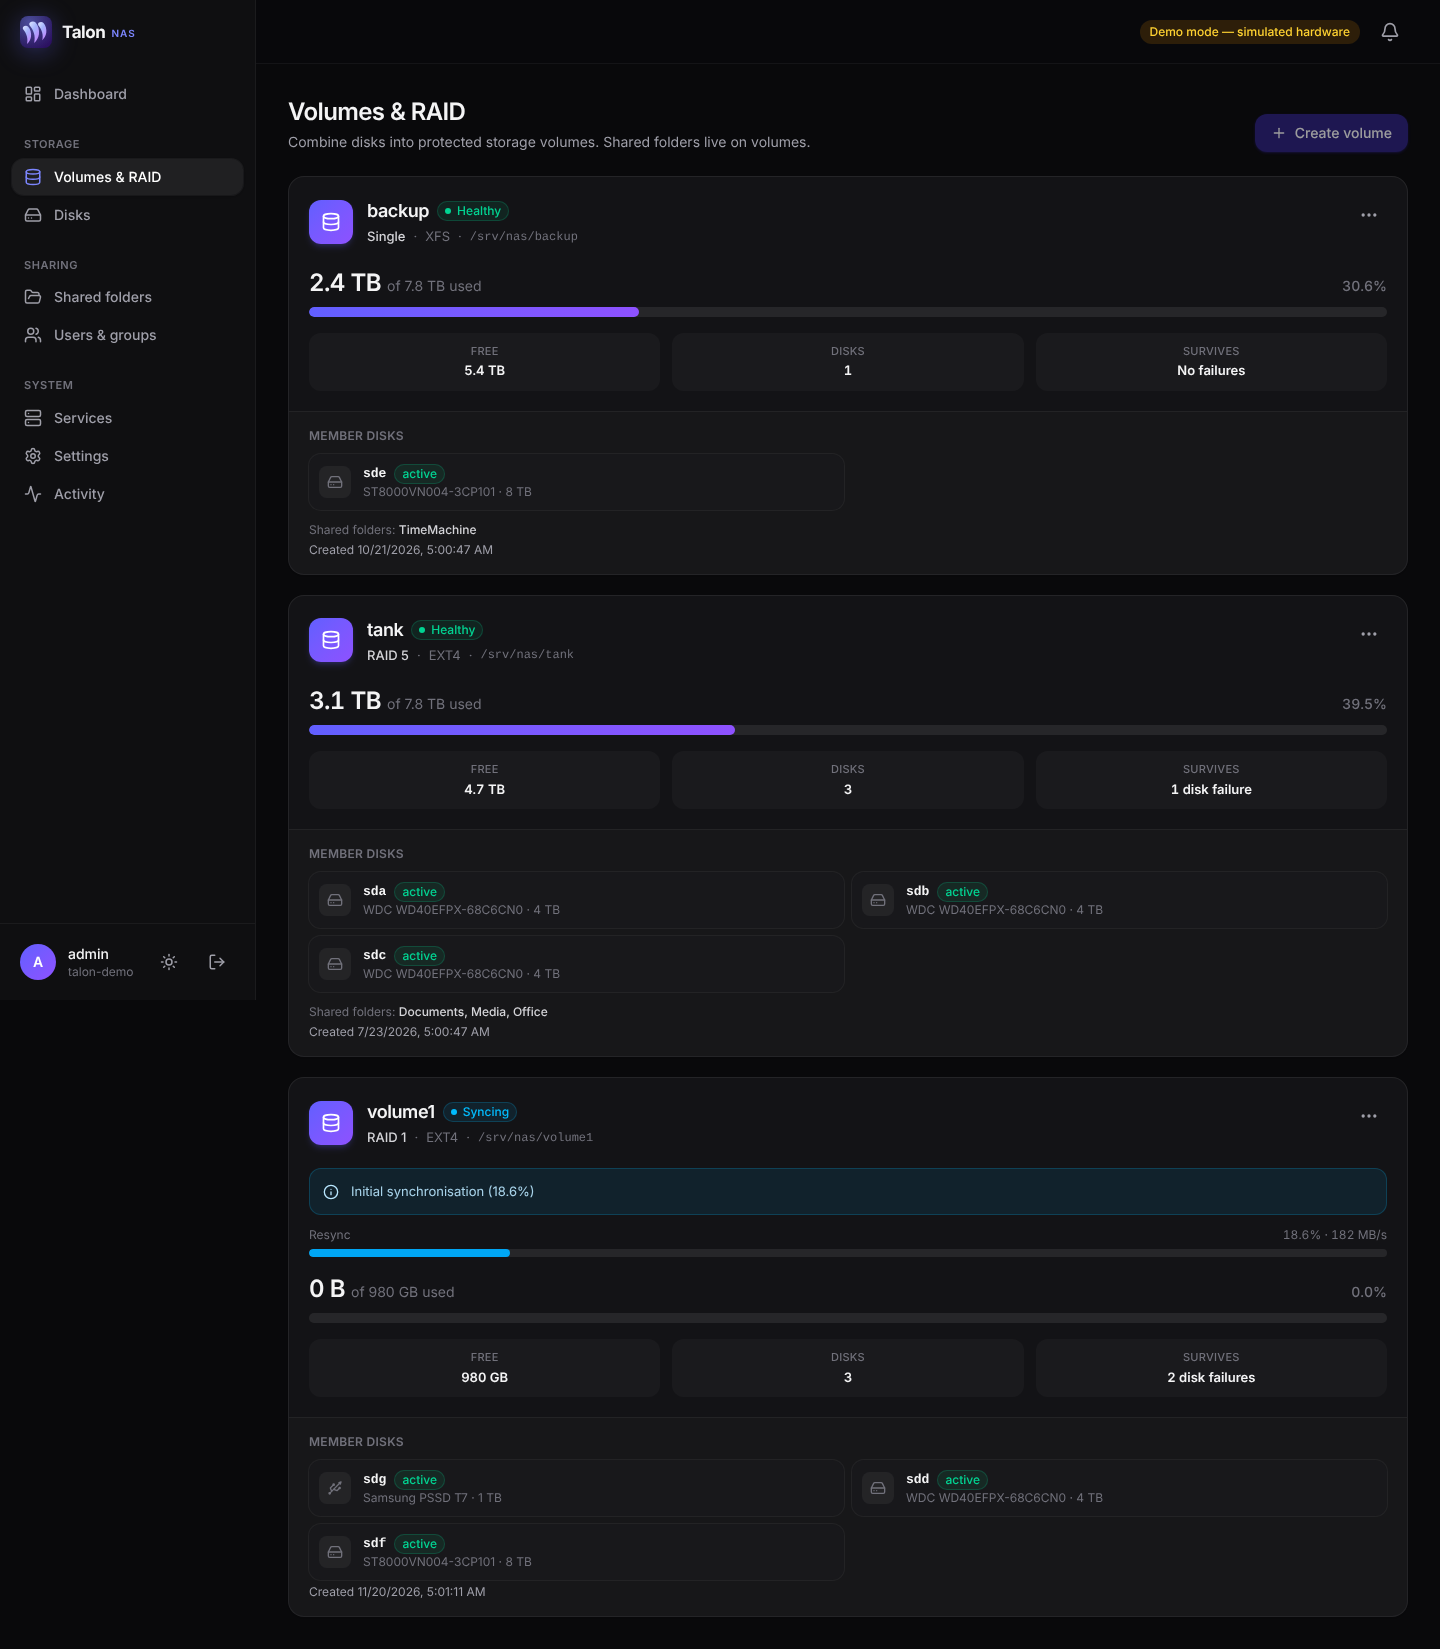 Talon NAS
Demo mode — simulated hardware
Dashboard
STORAGE
Volumes & RAID
Disks
SHARING
Shared folders
Users & groups
SYSTEM
Services
Settings
Activity
A
admin
talon-demo
Volumes & RAID
Combine disks into protected storage volumes. Shared folders live on volumes.
Create volume
backup Healthy
Single · XFS · /srv/nas/backup
2.4 TB of 7.8 TB used 30.6%
FREE
5.4 TB
DISKS
1
SURVIVES
No failures
MEMBER DISKS
sde active
ST8000VN004-3CP101 · 8 TB
Shared folders: TimeMachine
Created 10/21/2026, 5:00:47 AM
tank Healthy
RAID 5 · EXT4 · /srv/nas/tank
3.1 TB of 7.8 TB used 39.5%
FREE
4.7 TB
DISKS
3
SURVIVES
1 disk failure
MEMBER DISKS
sda active
WDC WD40EFPX-68C6CN0 · 4 TB
sdb active
WDC WD40EFPX-68C6CN0 · 4 TB
sdc active
WDC WD40EFPX-68C6CN0 · 4 TB
Shared folders: Documents, Media, Office
Created 7/23/2026, 5:00:47 AM
volume1 Syncing
RAID 1 · EXT4 · /srv/nas/volume1
Initial synchronisation (18.6%)
Resync 18.6% · 182 MB/s
0 B of 980 GB used 0.0%
FREE
980 GB
DISKS
3
SURVIVES
2 disk failures
MEMBER DISKS
sdg active
Samsung PSSD T7 · 1 TB
sdd active
WDC WD40EFPX-68C6CN0 · 4 TB
sdf active
ST8000VN004-3CP101 · 8 TB
Created 11/20/2026, 5:01:11 AM